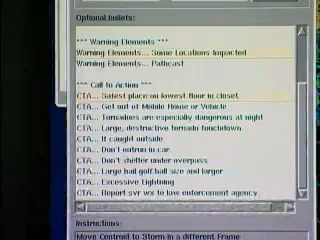 Optional bullets:
*** Warning Elements ***
Warning Elements... Some Locations Impacted
Warning Elements... Pathcast
*** Call to Action ***
CTA... Safest place on lowest floor in closet
CTA... Get out of Mobile Home or Vehicle
CTA... Tornadoes are especially dangerous at night
CTA... Large, destructive tornado touchdown
CTA... If caught outside
CTA... Don't outrun in car
CTA... Don't shelter under overpass
CTA... Large hail golf ball size and larger
CTA... Excessive Lightning
CTA... Report svr wx to law enforcement agency
Instructions:
Move Centroid to Storm in a different Frame